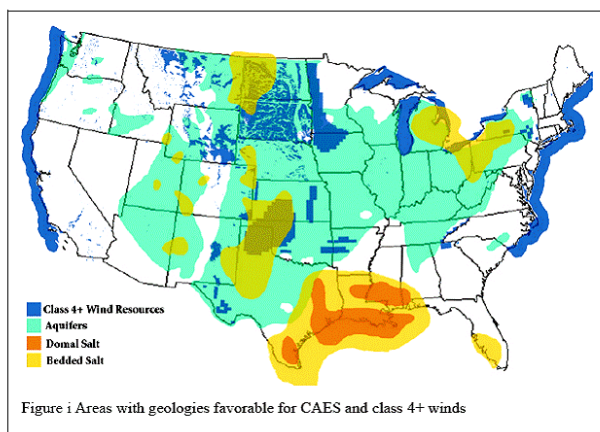 Class 4+ Wind Resources
Aquifers
Domal Salt
Bedded Salt
Figure i Areas with geologies favorable for CAES and class 4+ winds